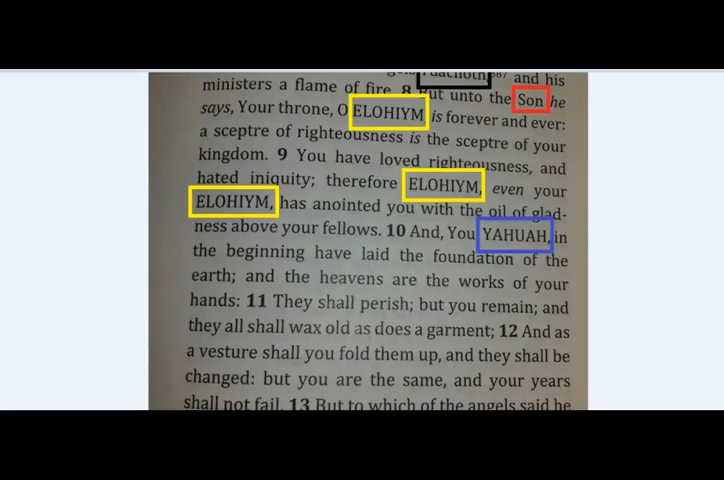 ruachoth 687 and his
ministers a flame of fire. 8 But unto the Son he
says, Your throne, O ELOHIYM, is forever and ever:
a sceptre of righteousness is the sceptre of your
kingdom. 9 You have loved righteousness, and
hated iniquity; therefore ELOHIYM, even your
ELOHIYM, has anointed you with the oil of glad-
ness above your fellows. 10 And, You YAHUAH, in
the beginning have laid the foundation of the
earth; and the heavens are the works of your
hands: 11 They shall perish; but you remain; and
they all shall wax old as does a garment; 12 And as
a vesture shall you fold them up, and they shall be
changed: but you are the same, and your years
shall not fail. 13 But to which of the angels said he